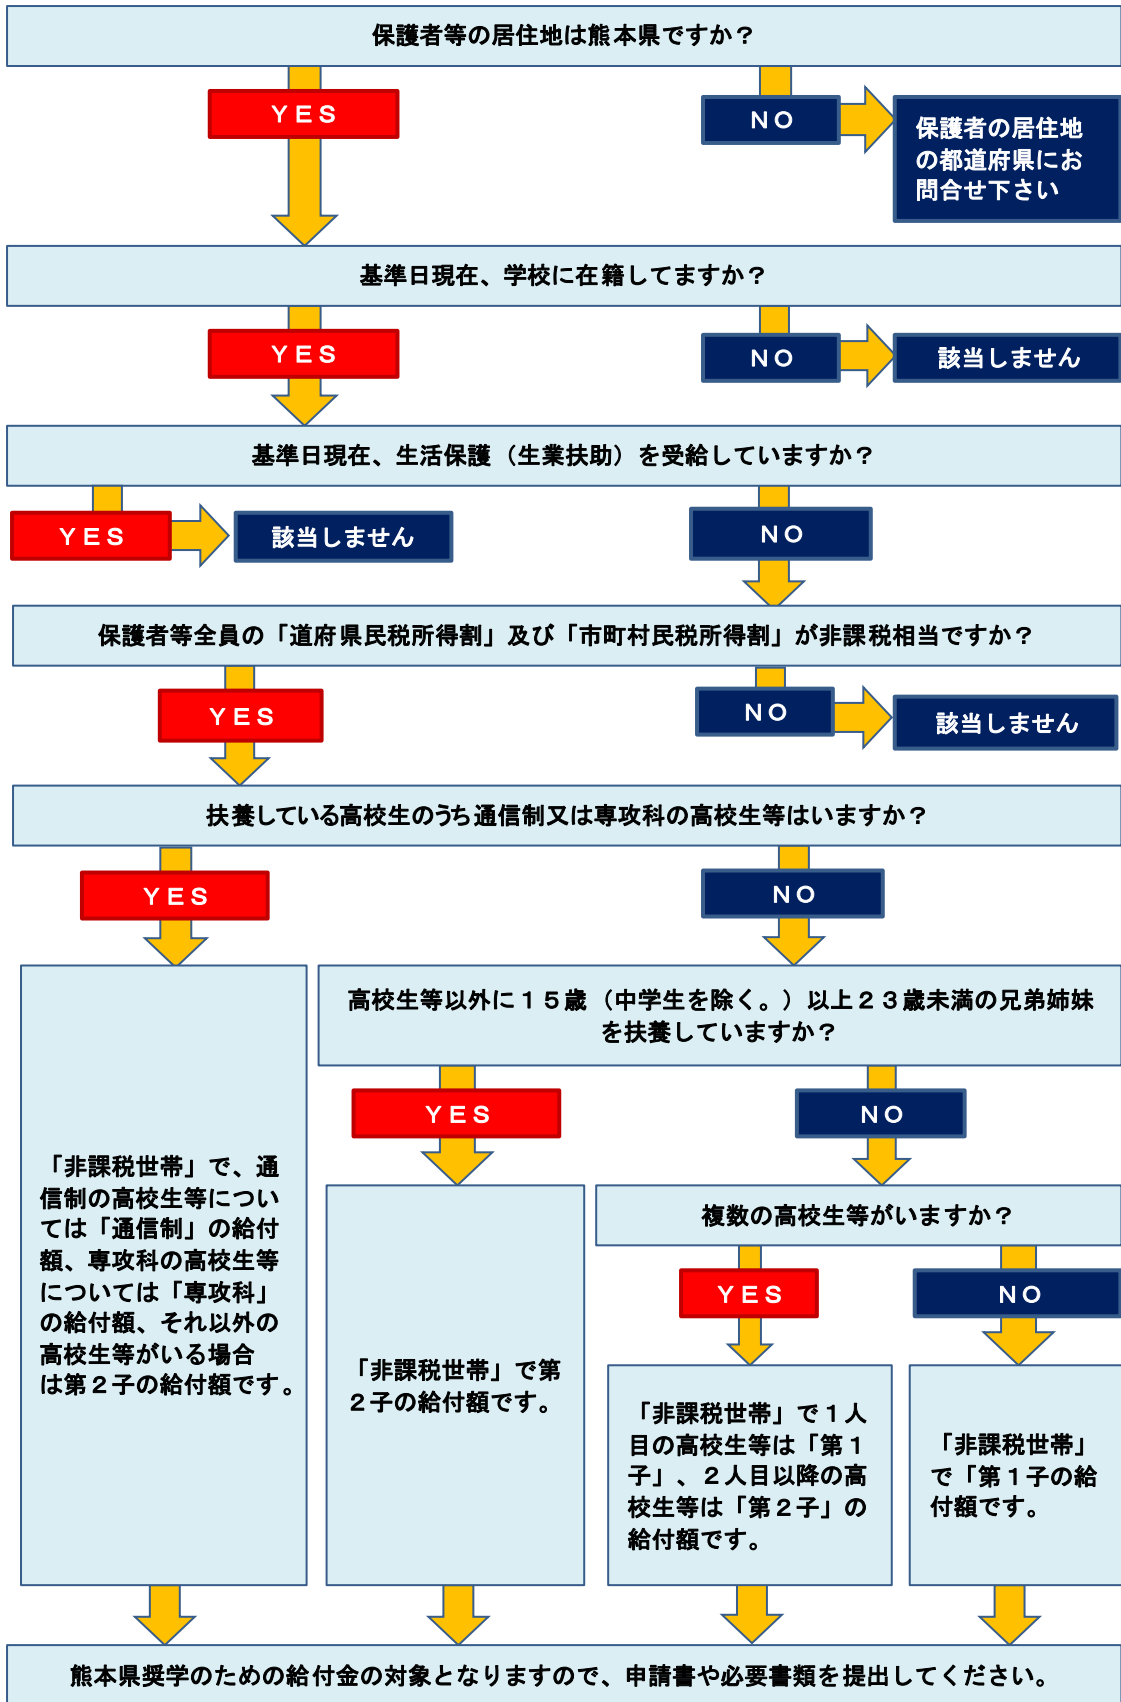 保護者等の居住地は熊本県ですか？
ＹＥＳ
ＮＯ
保護者の居住地
の都道府県にお
問合せ下さい
基準日現在、学校に在籍してますか？
ＹＥＳ
ＮＯ
該当しません
基準日現在、生活保護（生業扶助）を受給していますか？
ＹＥＳ
該当しません
ＮＯ
保護者等全員の「道府県民税所得割」及び「市町村民税所得割」が非課税相当ですか？
ＹＥＳ
ＮＯ
該当しません
扶養している高校生のうち通信制又は専攻科の高校生等はいますか？
ＹＥＳ
ＮＯ
「非課税世帯」で、通
信制の高校生等につい
ては「通信制」の給付
額、専攻科の高校生等
については「専攻科」
の給付額、それ以外の
高校生等がいる場合
は第２子の給付額です。
高校生等以外に１５歳（中学生を除く。）以上２３歳未満の兄弟姉妹
を扶養していますか？
ＹＥＳ
ＮＯ
「非課税世帯」で第
２子の給付額です。
複数の高校生等がいますか？
ＹＥＳ
ＮＯ
「非課税世帯」で１人
目の高校生等は「第１
子」、２人目以降の高
校生等は「第２子」の
給付額です。
「非課税世帯」
で「第１子の給
付額です。
熊本県奨学のための給付金の対象となりますので、申請書や必要書類を提出してください。